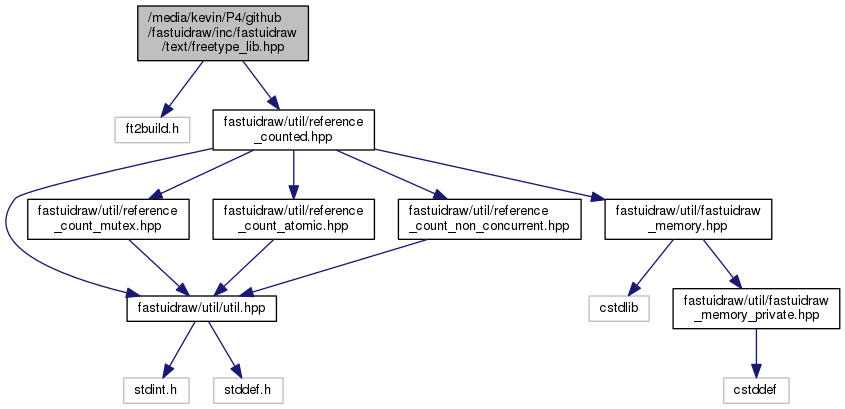 /media/kevin/P4/github
/fastuidraw/inc/fastuidraw
/text/freetype_lib.hpp
ft2build.h
fastuidraw/util/reference
_counted.hpp
fastuidraw/util/reference
_count_mutex.hpp
fastuidraw/util/reference
_count_atomic.hpp
fastuidraw/util/reference
_count_non_concurrent.hpp
fastuidraw/util/fastuidraw
_memory.hpp
fastuidraw/util/util.hpp
cstdlib
fastuidraw/util/fastuidraw
_memory_private.hpp
stdint.h
stddef.h
cstddef